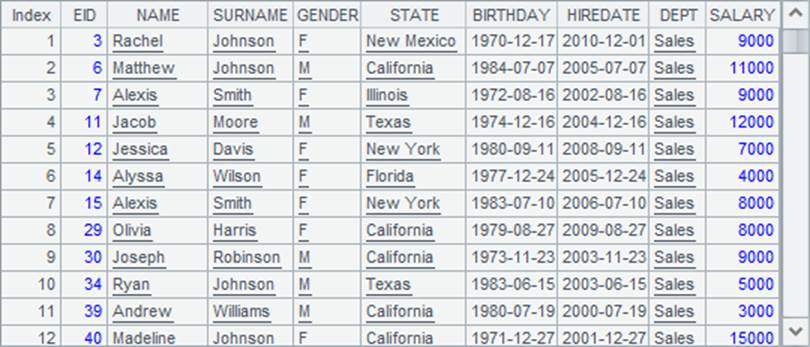 Index EID NAME SURNAME GENDER STATE BIRTHDAY HIREDATE DEPT SALARY
1 3 Rachel Johnson F New Mexico 1970-12-17 2010-12-01 Sales 9000
2 6 Matthew Johnson M California 1984-07-07 2005-07-07 Sales 11000
3 7 Alexis Smith F Illinois 1972-08-16 2002-08-16 Sales 9000
4 11 Jacob Moore M Texas 1974-12-16 2004-12-16 Sales 12000
5 12 Jessica Davis F New York 1980-09-11 2008-09-11 Sales 7000
6 14 Alyssa Wilson F Florida 1977-12-24 2005-12-24 Sales 4000
7 15 Alexis Smith F New York 1983-07-10 2006-07-10 Sales 8000
8 29 Olivia Harris F California 1979-08-27 2009-08-27 Sales 8000
9 30 Joseph Robinson M California 1973-11-23 2003-11-23 Sales 9000
10 34 Ryan Johnson M Texas 1983-06-15 2003-06-15 Sales 5000
11 39 Andrew Williams M California 1980-07-19 2000-07-19 Sales 3000
12 40 Madeline Johnson F California 1971-12-27 2001-12-27 Sales 15000